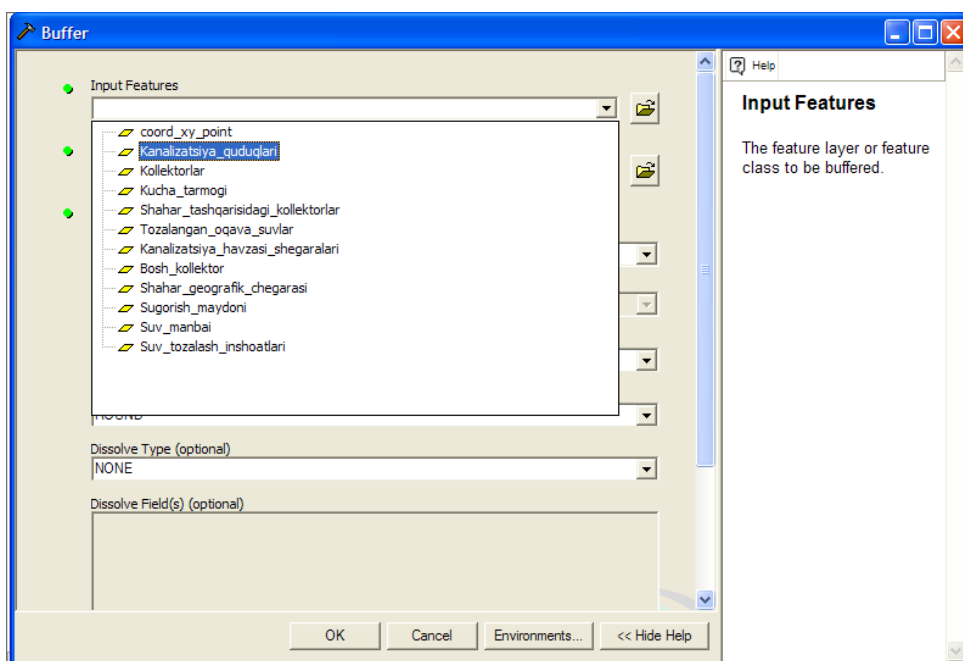 Buffer
Input Features
coord_xy_point
Kanalizatsiya_quduqlari
Kollektorlar
Kucha_tarmogi
Shahar_tashqarisidagi_kollektorlar
Tozalangan_oqava_suvlar
Kanalizatsiya_havzasi_shegaralari
Bosh_kollektor
Shahar_geografik_chegarasi
Sugorish_maydoni
Suv_manbai
Suv_tozalash_inshoatlari
Dissolve Type (optional)
NONE
Dissolve Field(s) (optional)
OK
Cancel
Environments...
<< Hide Help
Help
Input Features
The feature layer or feature
class to be buffered.